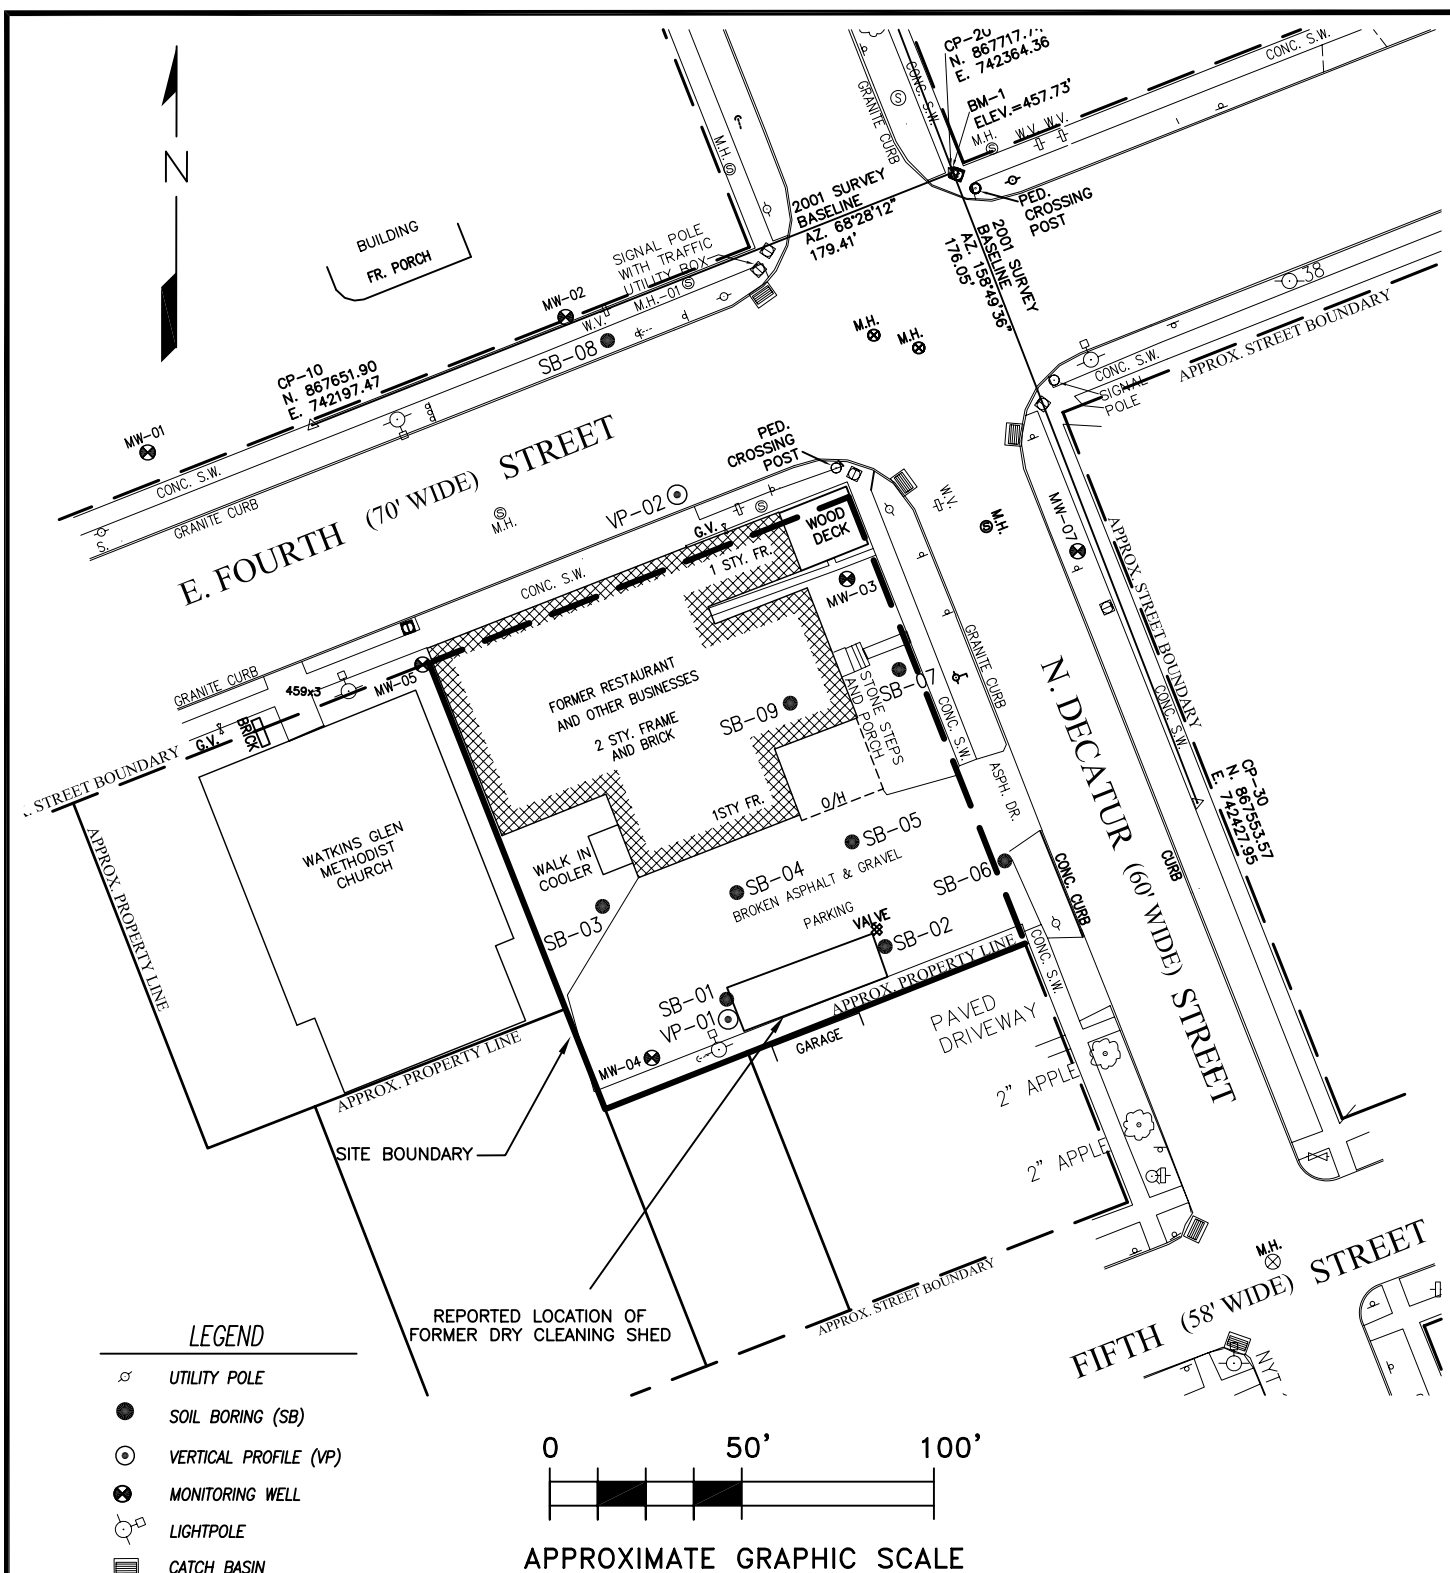 CP-20
N. 867717.7
E. 742364.36
BM-1
ELEV.=457.73'
M.H.
W.V. W.V.
CONC. S.W.
CONC. S.W.
GRANITE CURB
S
M.H.
S
N
BUILDING
FR. PORCH
2001 SURVEY
BASELINE
AZ. 68°28'12"
179.41'
PED.
CROSSING
POST
2001 SURVEY
BASELINE
AZ. 158°49'36"
176.05'
SIGNAL POLE
WITH TRAFFIC
UTILITY BOX
M.H.-01
W.V.
MW-02
SB-08
M.H.
M.H.
38
APPROX. STREET BOUNDARY
CONC. S.W.
SIGNAL
POLE
CP-10
N. 867651.90
E. 742197.47
MW-01
CONC. S.W.
GRANITE CURB
S.
E. FOURTH (70' WIDE) STREET
S
M.H.
PED.
CROSSING
POST
VP-02
G.V.
S
WOOD
DECK
W.V.
S
M.H.
MW-07
1 STY. FR.
CONC. S.W.
MW-03
APPROX. STREET BOUNDARY
CONC. S.W.
GRANITE CURB
GRANITE CURB
459x3
MW-05
G.V.
BRICK
FORMER RESTAURANT
AND OTHER BUSINESSES
2 STY. FRAME
AND BRICK
SB-09
SB-07
STONE STEPS
AND PORCH
CONC. S.W.
N. DECATUR (60' WIDE) STREET
CP-30
N. 867553.57
E. 742427.95
. STREET BOUNDARY
APPROX. PROPERTY LINE
WATKINS GLEN
METHODIST
CHURCH
1STY FR.
O/H
ASPH. DR.
WALK IN
COOLER
SB-05
SB-04
SB-06
BROKEN ASPHALT & GRAVEL
PARKING
CONC. CURB
CURB
SB-03
VALVE
SB-02
CONC. S.W.
SB-01
VP-01
APPROX. PROPERTY LINE
PAVED
DRIVEWAY
GARAGE
MW-04
APPROX. PROPERTY LINE
2" APPLE
2" APPLE
SITE BOUNDARY
REPORTED LOCATION OF
FORMER DRY CLEANING SHED
APPROX. STREET BOUNDARY
M.H.
FIFTH (58' WIDE) STREET
NYT
LEGEND
UTILITY POLE
SOIL BORING (SB)
VERTICAL PROFILE (VP)
MONITORING WELL
LIGHTPOLE
CATCH BASIN
0 50' 100'
APPROXIMATE GRAPHIC SCALE